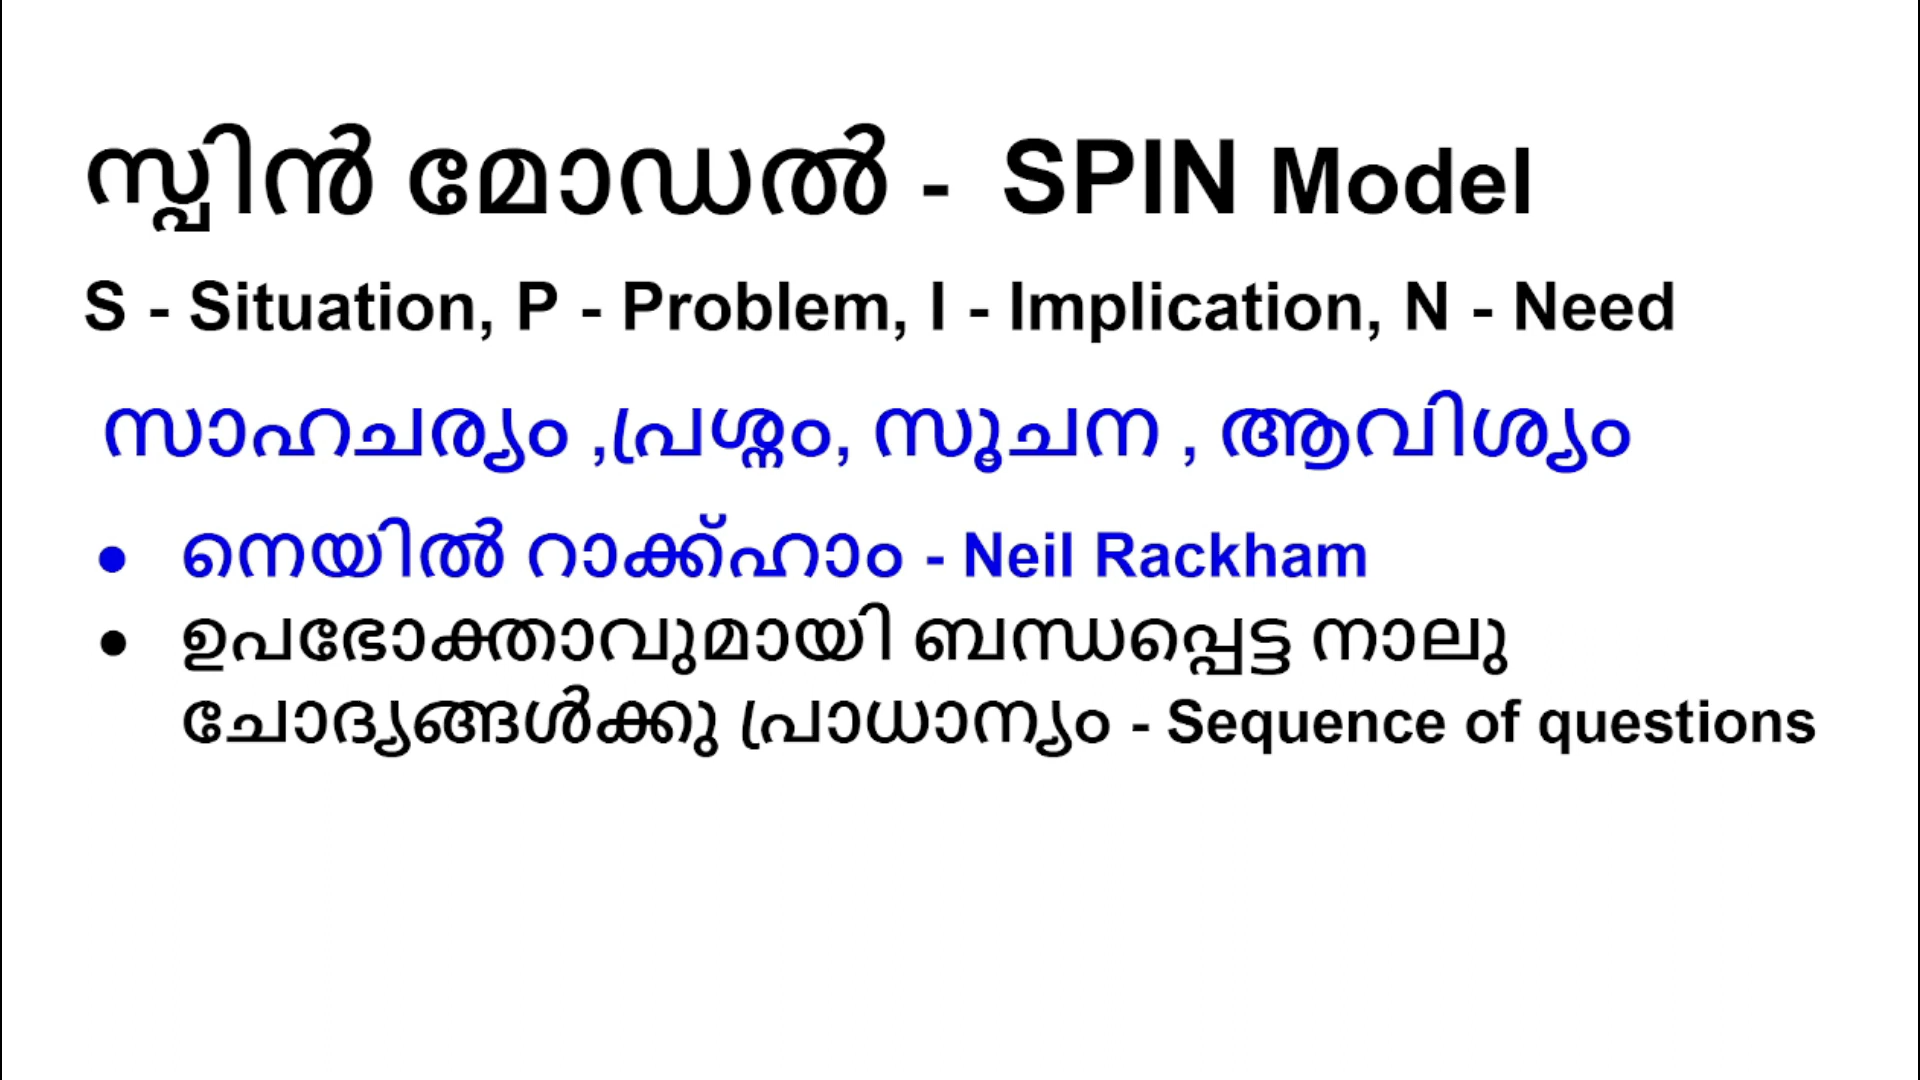 സ്പിൻ മോഡൽ - SPIN Model
S - Situation, P - Problem, I - Implication, N - Need
സാഹചര്യം ,പ്രശ്നം, സൂചന , ആവിശ്യം
• നെയിൽ റാക്ക്ഹാം - Neil Rackham
• ഉപഭോക്താവുമായി ബന്ധപ്പെട്ട നാലു
ചോദ്യങ്ങൾക്കു പ്രാധാന്യം - Sequence of questions